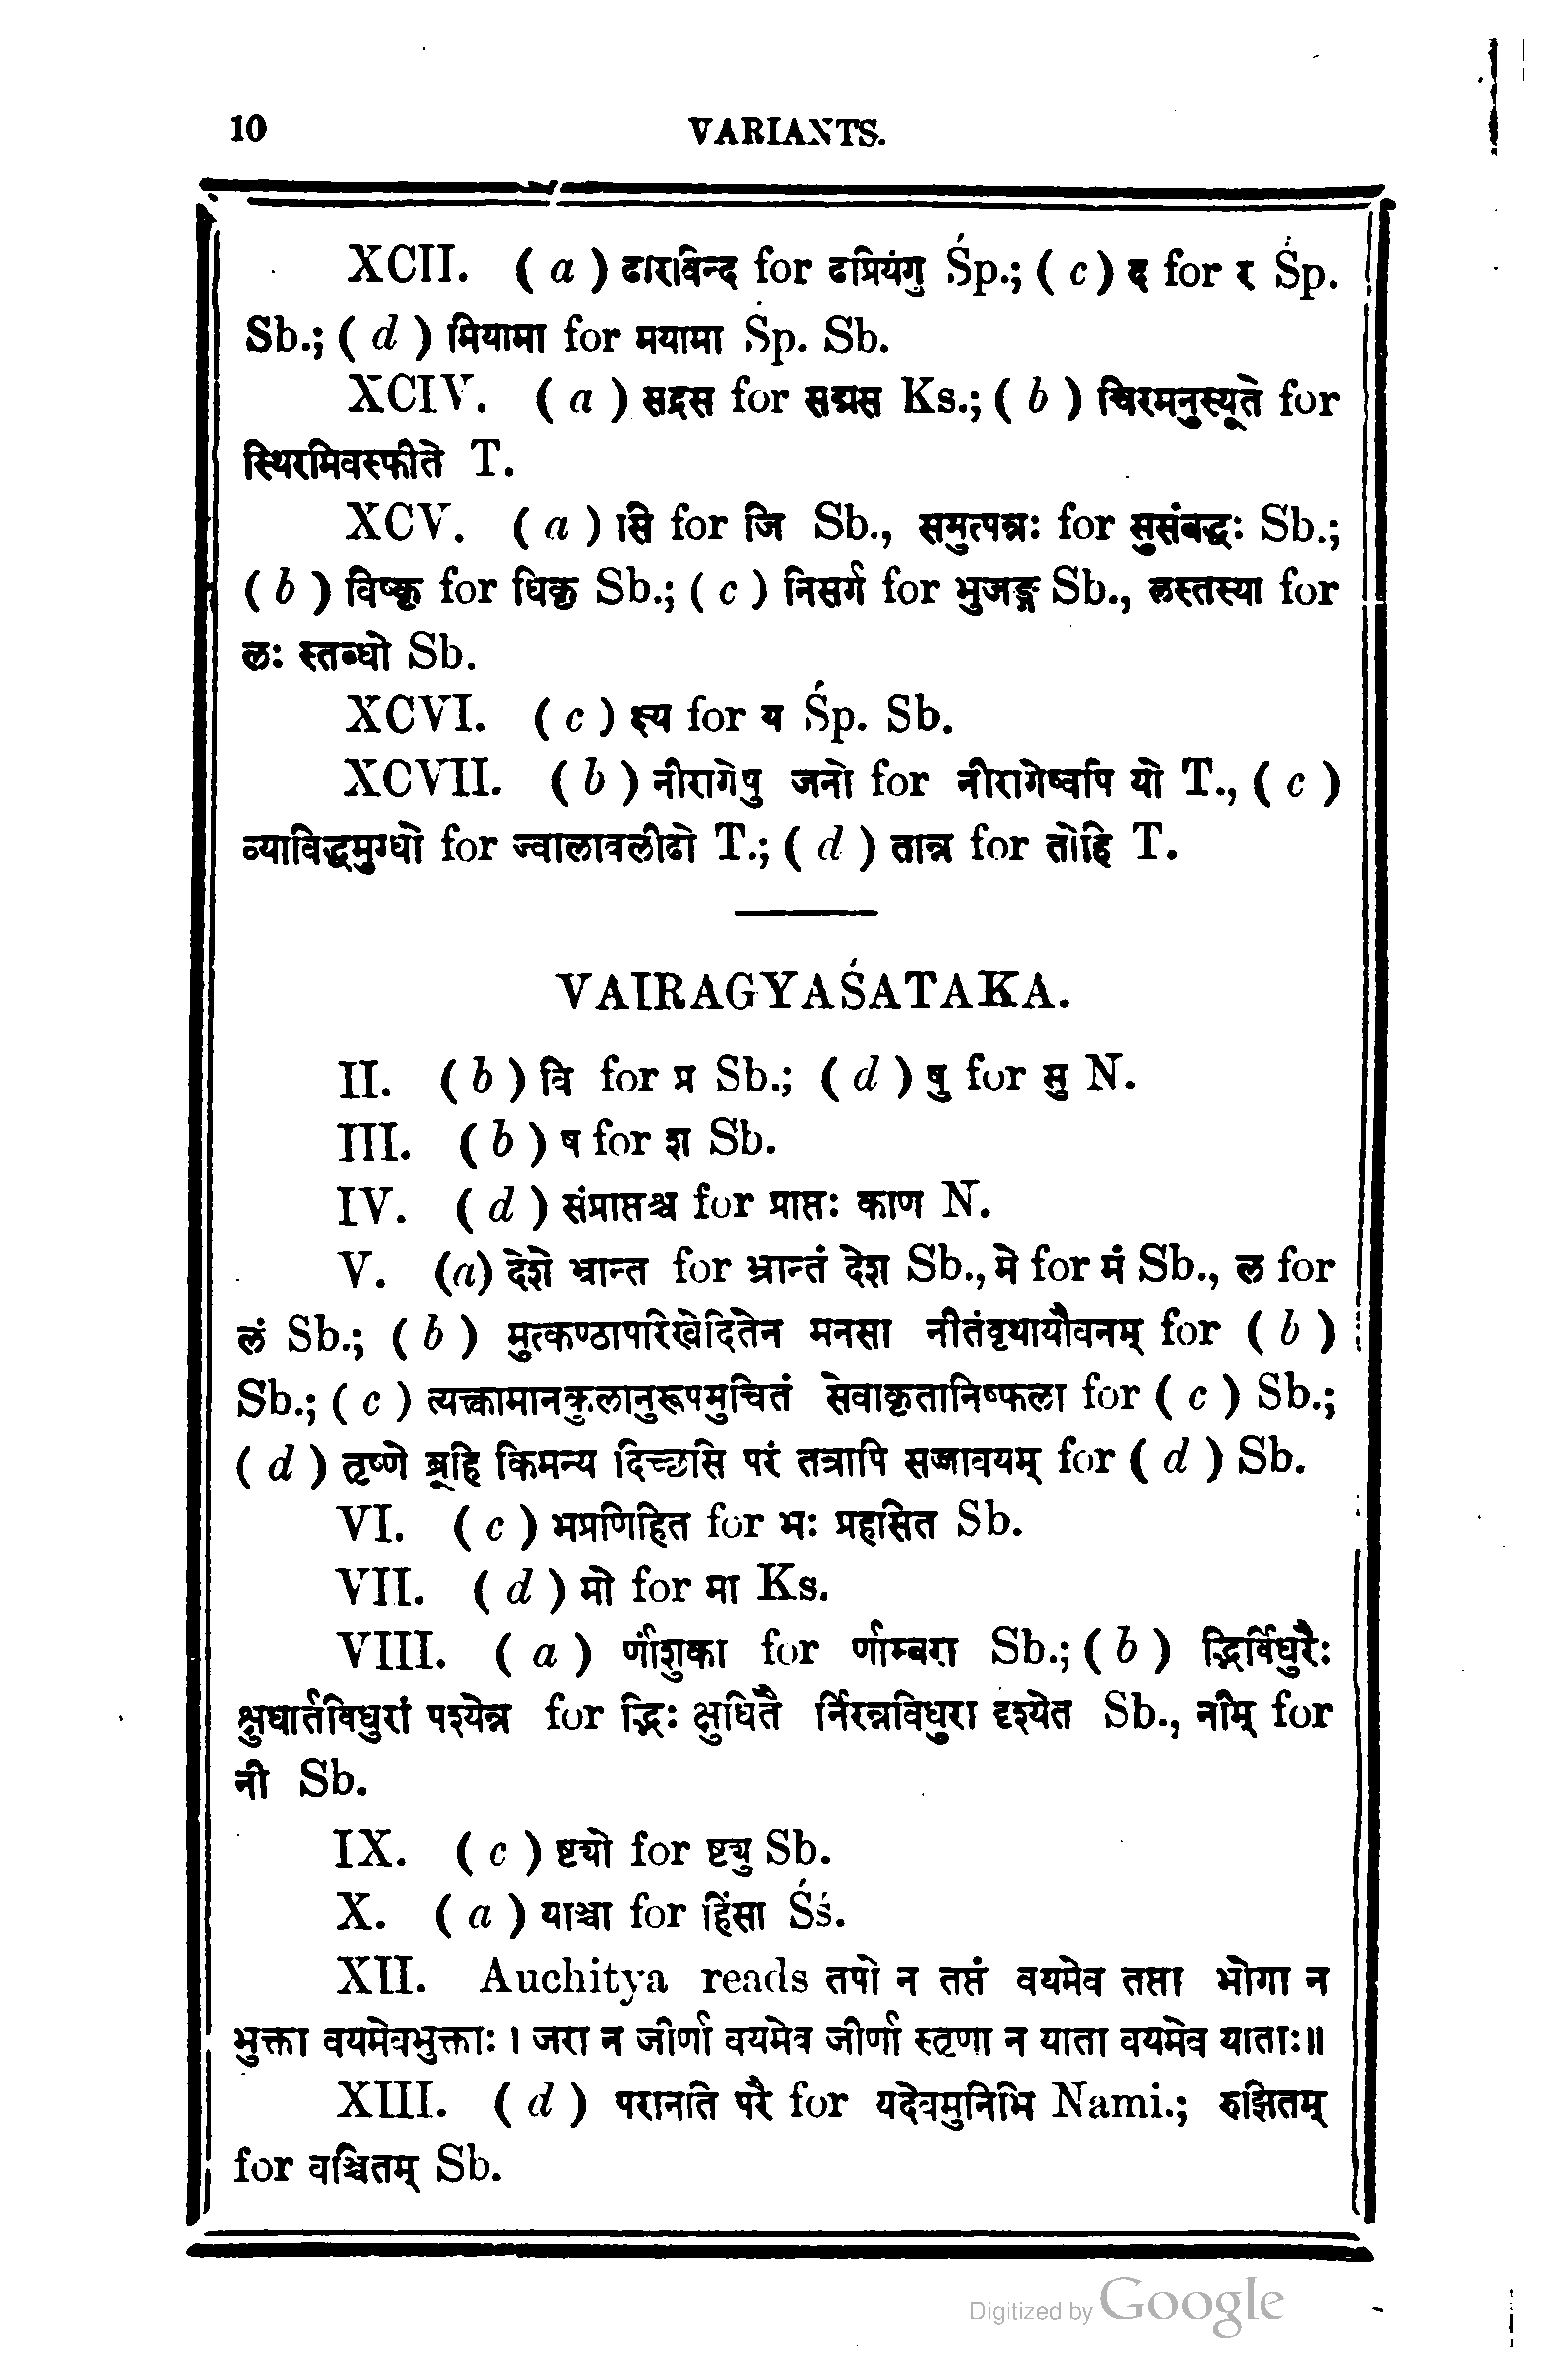 10 VARIANTS.
XCII. ( a ) ढारविन्द for ढप्रियंगु Śp.; ( c ) द for र Śp.
Sb.; ( d ) मियामा for मयामा Śp. Sb.
XCIV. ( a ) सद्रस for सद्मस Ks.; ( b ) चिरमनुस्यूते for
स्थिरमिवस्फीते T.
XCV. ( a ) ासि for जि Sb., समुत्पन्नः for सुसंबद्धः Sb.;
( b ) विष्कृ for धिकृ Sb.; ( c ) निसर्ग for भुजङ्ग Sb., लस्तस्या for
लः स्तब्धो Sb.
XCVI. ( c ) क्ष्य for य Śp. Sb.
XCVII. ( b ) नीरागेषु जनो for नीरागेष्वपि यो T., ( c )
व्याविद्धमुग्धो for ज्वालावलीढो T.; ( d ) तान्न for तोहि T.
VAIRAGYAŚATAKA.
II. ( b ) वि for प्र Sb.; ( d ) षु for मु N.
III. ( b ) ष for श Sb.
IV. ( d ) संप्राप्तश्च for प्राप्तः काण N.
V. (a) देशे भ्रान्त for भ्रान्तं देश Sb., मे for मं Sb., ल for
लं Sb.; ( b ) मुत्कण्ठापरिखेदितेन मनसा नीतंवृथायौवनम् for ( b )
Sb.; ( c ) त्यक्त्वामानकुलानुरूपमुचितं सेवाकृतानिष्फला for ( c ) Sb.;
( d ) तृष्णे ब्रूहि किमन्य दिच्छसि परं तत्रापि सज्जावयम् for ( d ) Sb.
VI. ( c ) भप्रणिहित for भः प्रहसित Sb.
VII. ( d ) मो for मा Ks.
VIII. ( a ) र्णांशुका for र्णाम्बरा Sb.; ( b ) द्भिर्विधुरैः
क्षुधार्तविधुरां पश्येन्न for द्भिः क्षुधितै र्निरन्नविधुरा दृश्येत Sb., नीम् for
नी Sb.
IX. ( c ) ष्ट्यो for ष्ट्यु Sb.
X. ( a ) याञ्चा for हिंसा Śś.
XII. Auchitya reads तपो न तप्तं वयमेव तप्ता भोगा न
भुक्ता वयमेवभुक्ताः । जरा न जीर्णा वयमेव जीर्णा स्तृणा न याता वयमेव याताः॥
XIII. ( d ) परानति परै for यदेवमुनिभि Nami.; रुझितम्
for वञ्चितम् Sb.
Digitized by Google